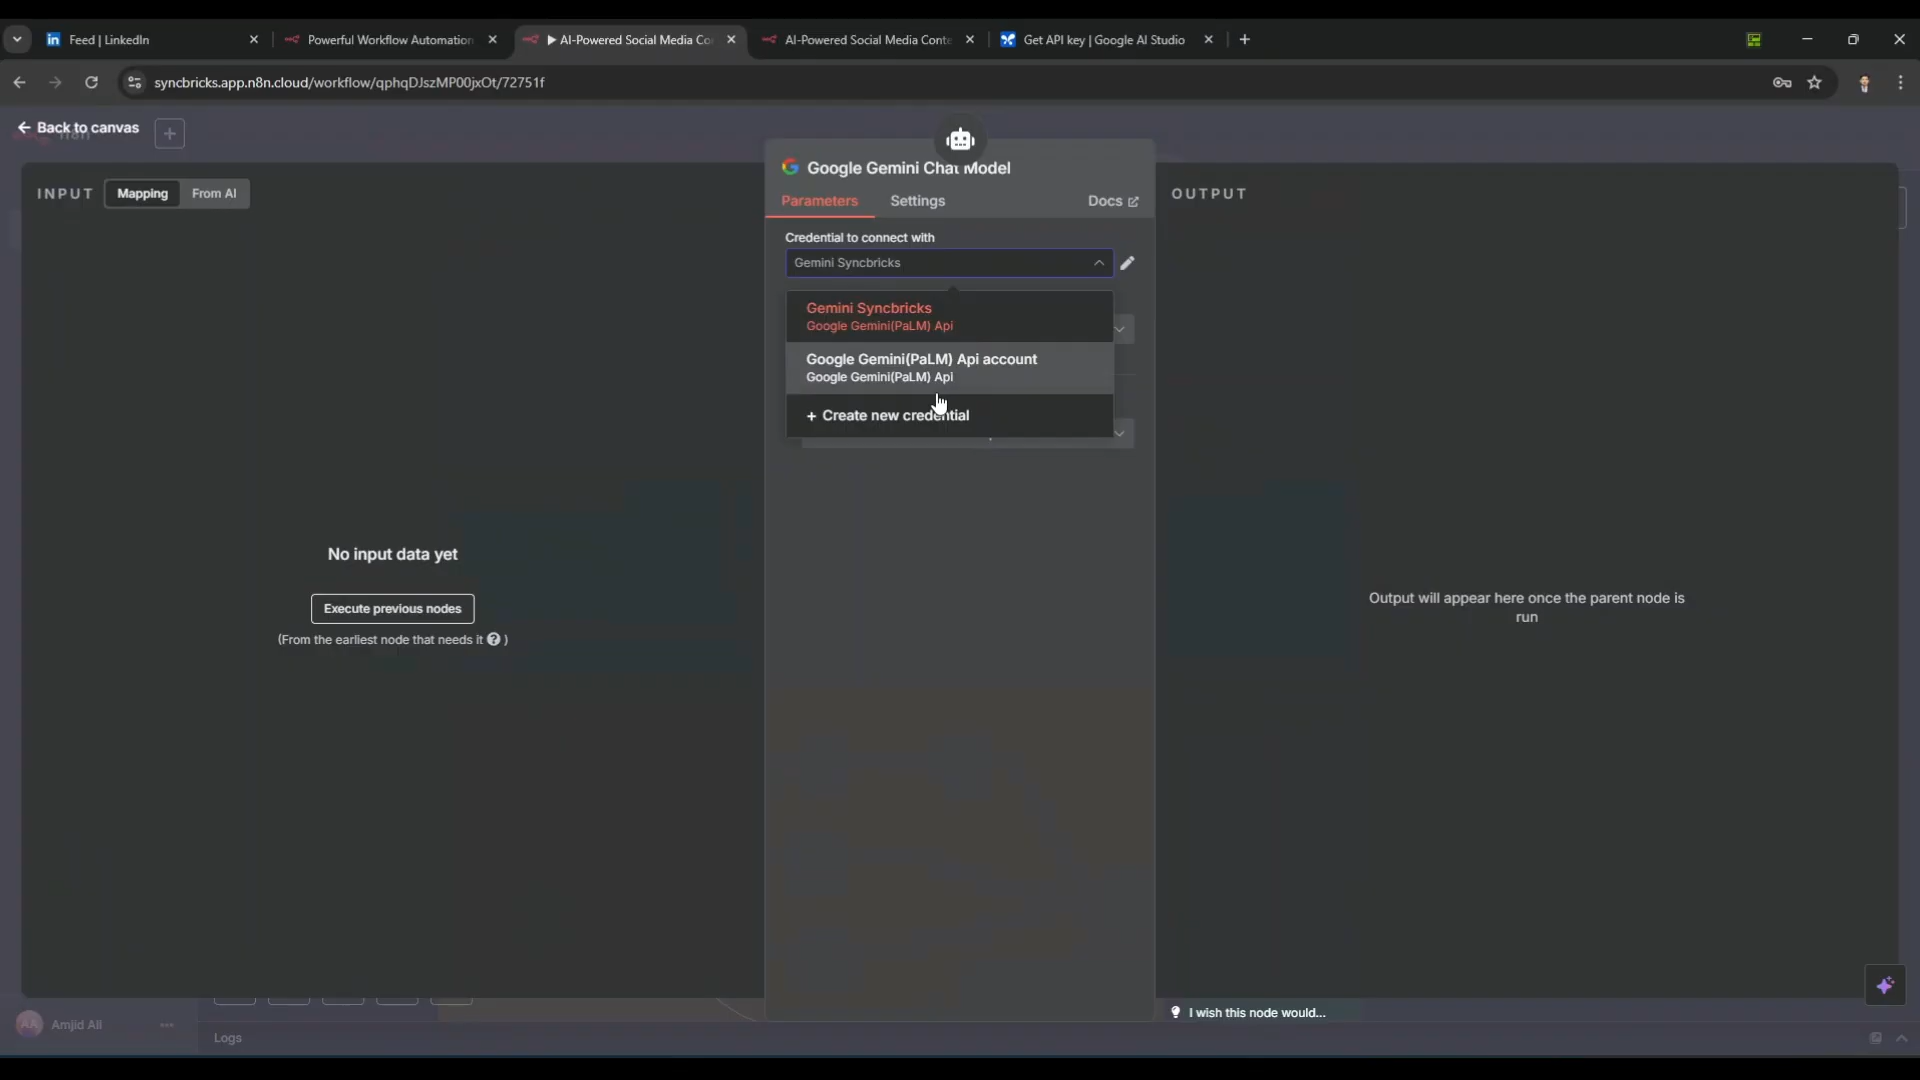 Feed | LinkedIn
Powerful Workflow Automation
AI-Powered Social Media Co
AI-Powered Social Media Conte
Get API key | Google AI Studio
syncbricks.app.n8n.cloud/workflow/qphqDJszMP00jxOt/72751f
Back to canvas
INPUT
Mapping
From AI
Google Gemini Chat Model
OUTPUT
Parameters
Settings
Docs
Credential to connect with
Gemini Syncbricks
Gemini Syncbricks
Google Gemini(PaLM) Api
Google Gemini(PaLM) Api account
Google Gemini(PaLM) Api
+ Create new credential
No input data yet
Execute previous nodes
(From the earliest node that needs it ? )
Output will appear here once the parent node is
run
I wish this node would...
AA
Amjid Ali
Logs